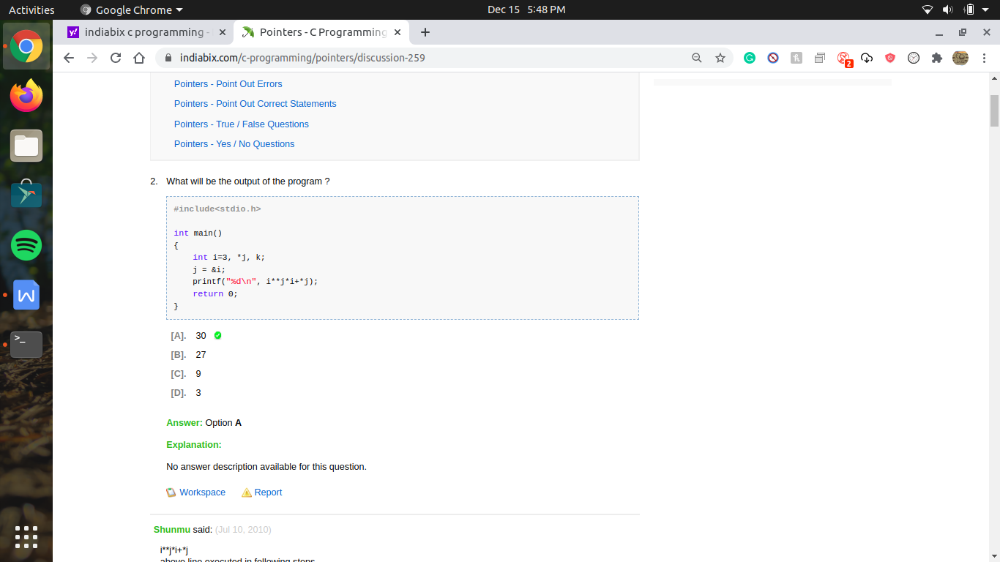 Activities Google Chrome Dec 15 5:48 PM
indiabix c programming - Pointers - C Programming
indiabix.com/c-programming/pointers/discussion-259
2
Pointers - Point Out Errors
Pointers - Point Out Correct Statements
Pointers - True / False Questions
Pointers - Yes / No Questions
2. What will be the output of the program ?
#include<stdio.h>
int main()
{
int i=3, *j, k;
j = &i;
printf("%d\n", i**j*i+*j);
return 0;
}
[A]. 30
[B]. 27
[C]. 9
[D]. 3
Answer: Option A
Explanation:
No answer description available for this question.
Workspace Report
Shunmu said: (Jul 10, 2010)
i**j*i+*j
above line executed in following steps